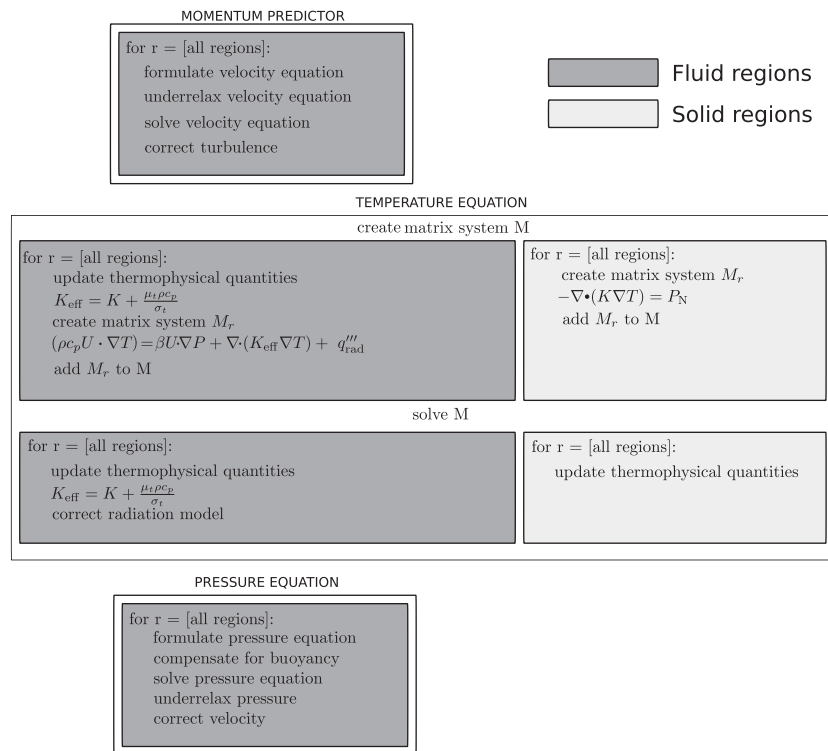 MOMENTUM PREDICTOR
for r = [all regions]:
formulate velocity equation
underrelax velocity equation
solve velocity equation
correct turbulence
Fluid regions
Solid regions
TEMPERATURE EQUATION
create matrix system M
for r = [all regions]:
update thermophysical quantities
K_eff = K + μ_t ρ c_p / σ_t
create matrix system M_r
(ρc_p U · ∇T) = βU·∇P + ∇·(K_eff ∇T) + q‴_rad
add M_r to M
for r = [all regions]:
create matrix system M_r
−∇•(K∇T) = P_N
add M_r to M
solve M
for r = [all regions]:
update thermophysical quantities
K_eff = K + μ_t ρ c_p / σ_t
correct radiation model
for r = [all regions]:
update thermophysical quantities
PRESSURE EQUATION
for r = [all regions]:
formulate pressure equation
compensate for buoyancy
solve pressure equation
underrelax pressure
correct velocity